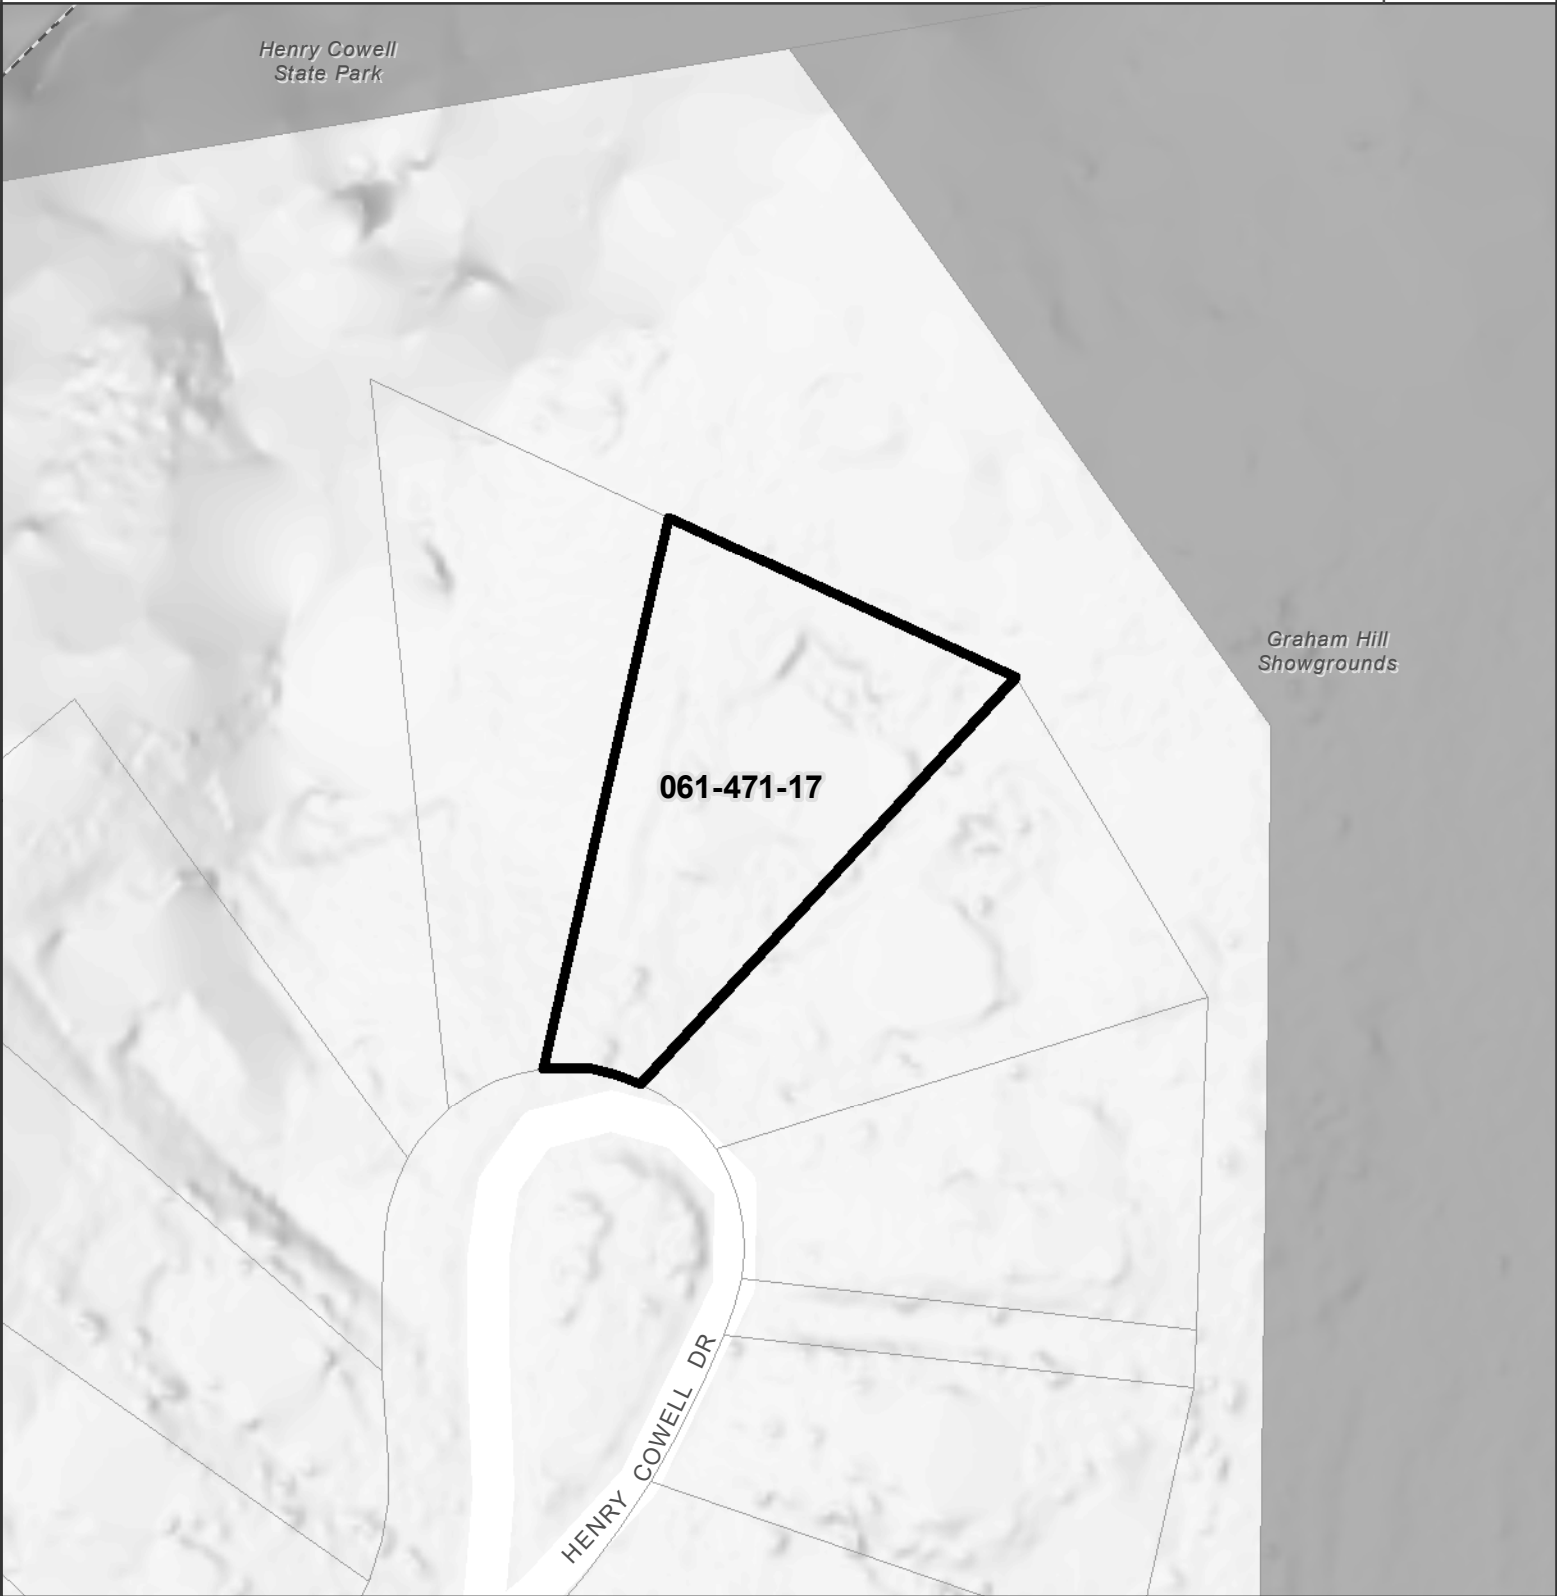 Henry Cowell
State Park
Graham Hill
Showgrounds
061-471-17
HENRY COWELL DR